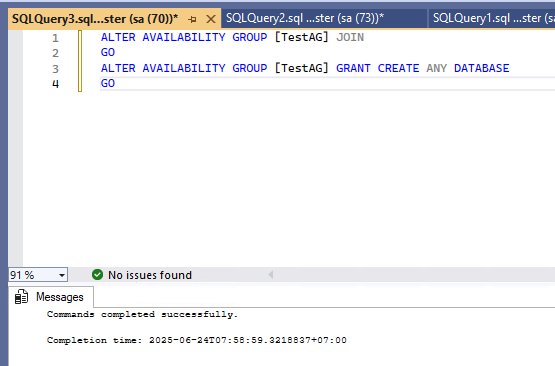 SQLQuery3.sql...ster (sa (70))* SQLQuery2.sql ...ster (sa (73))* SQLQuery1.sql ...ster (sa
1 ALTER AVAILABILITY GROUP [TestAG] JOIN
2 GO
3 ALTER AVAILABILITY GROUP [TestAG] GRANT CREATE ANY DATABASE
4 GO
91 % No issues found
Messages
Commands completed successfully.
Completion time: 2025-06-24T07:58:59.3218837+07:00